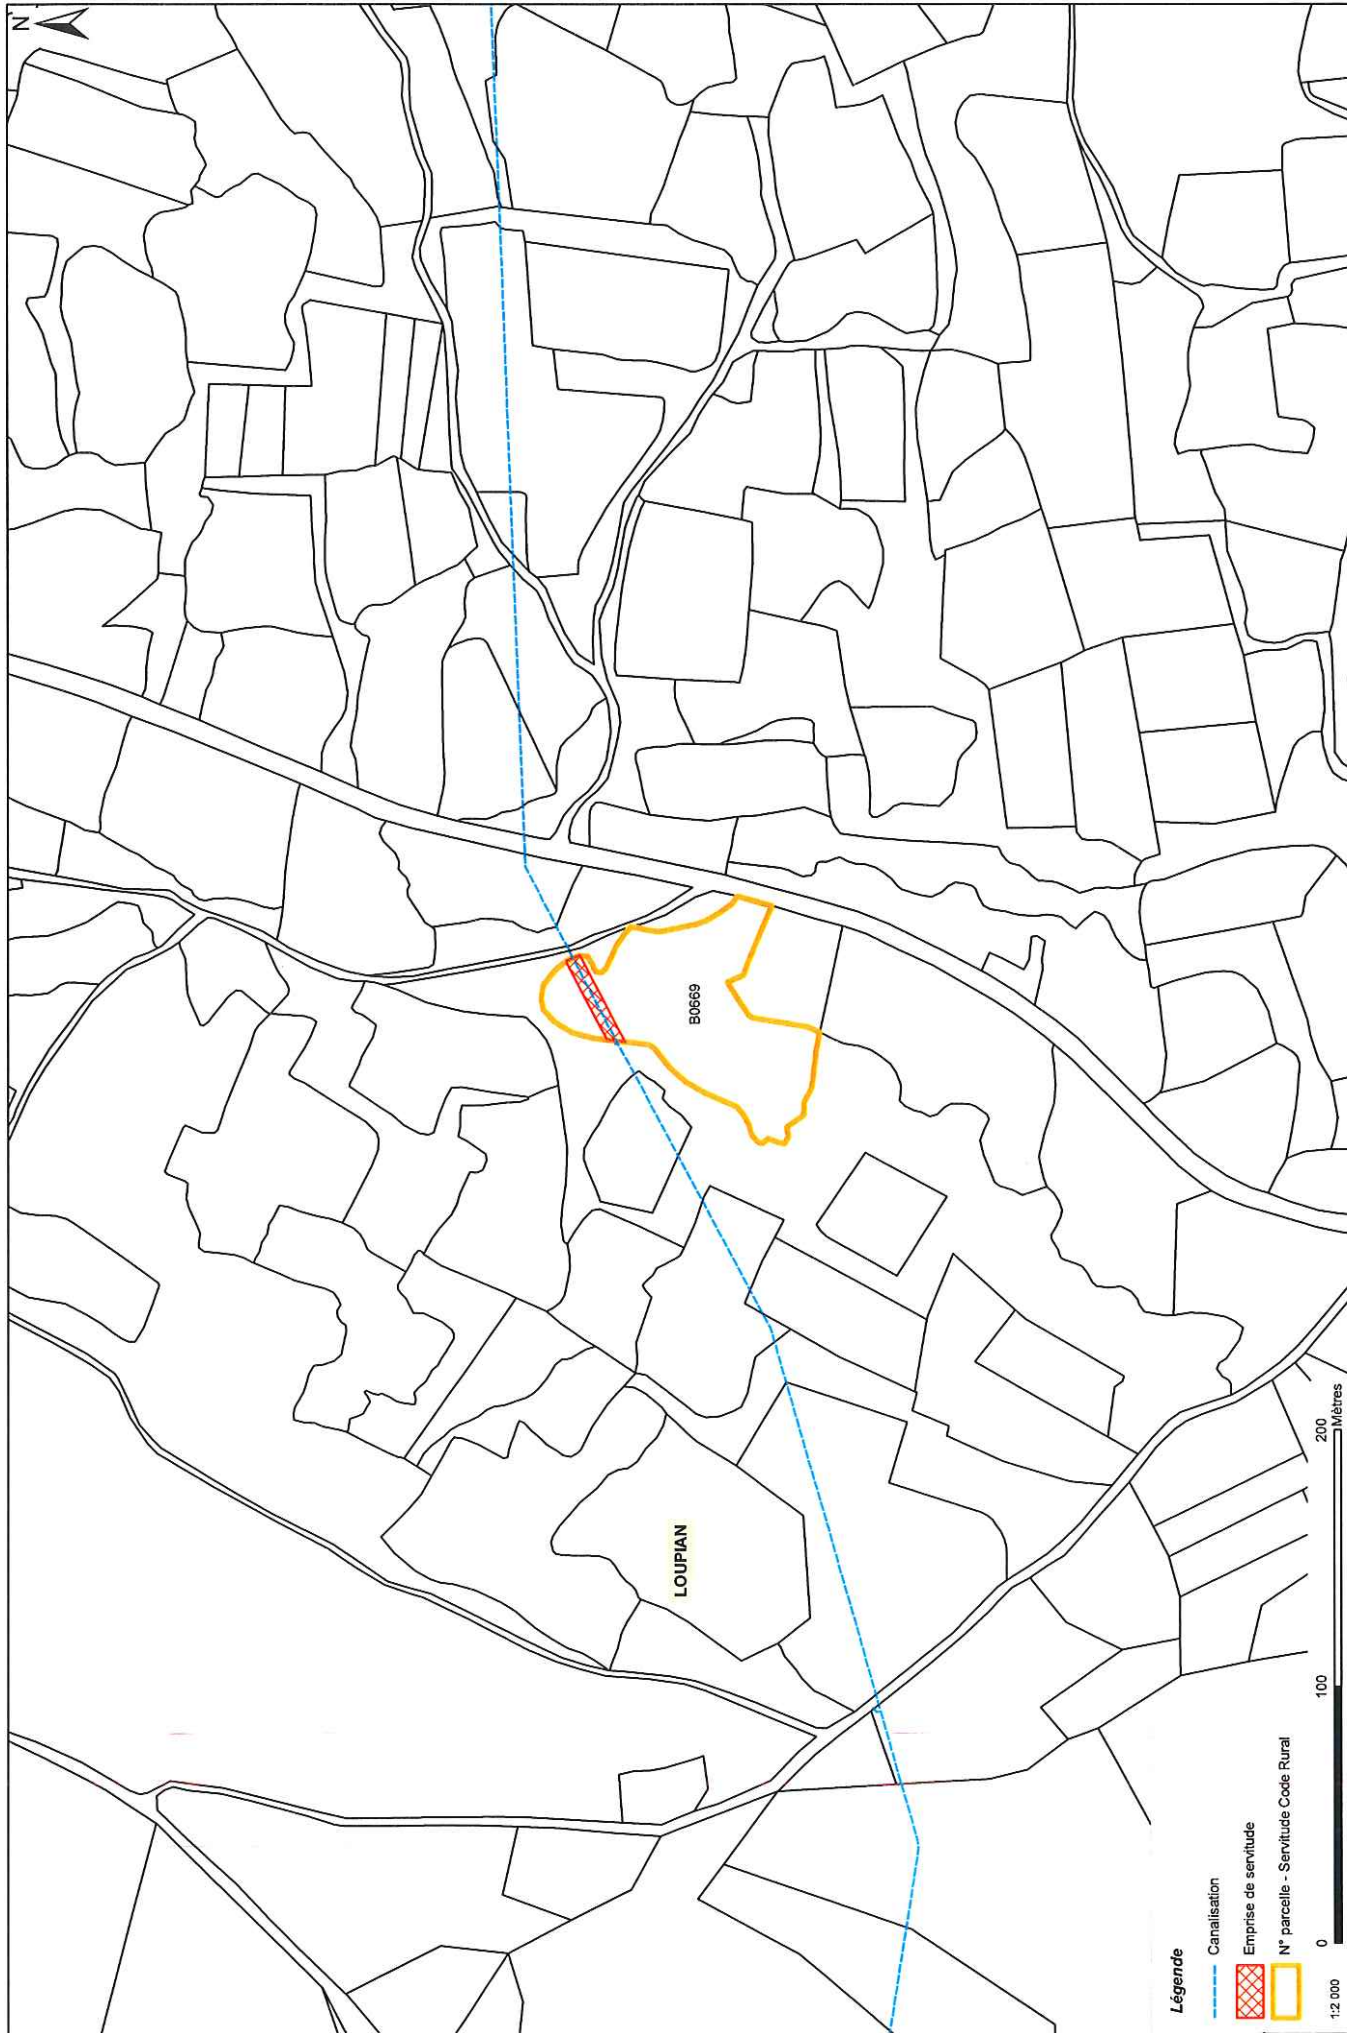 N
B0669
LOUPIAN
Légende
Canalisation
Emprise de servitude
N° parcelle - Servitude Code Rural
0 100 200
Mètres
1:2 000